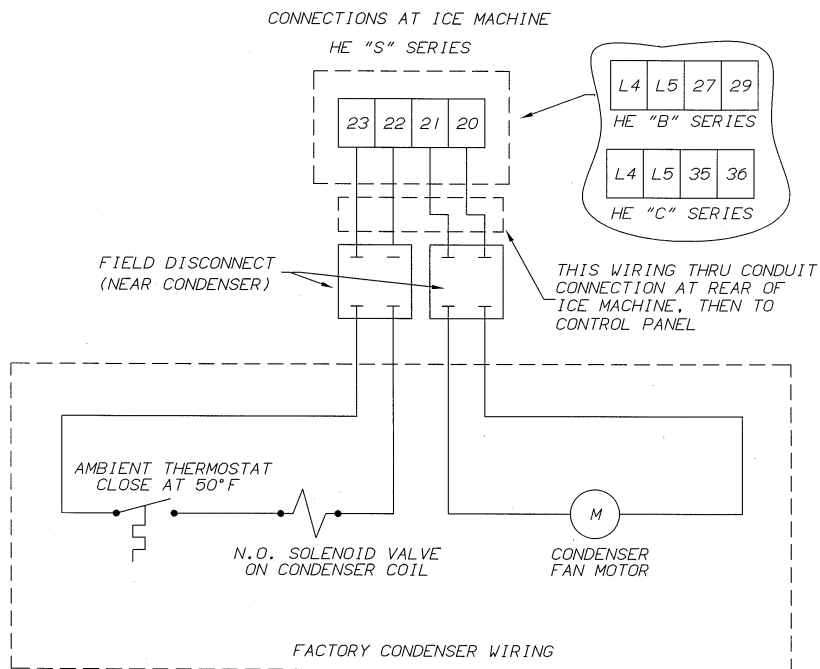 CONNECTIONS AT ICE MACHINE
HE "S" SERIES
23 22 21 20
L4 L5 27 29
HE "B" SERIES
L4 L5 35 36
HE "C" SERIES
FIELD DISCONNECT
(NEAR CONDENSER)
THIS WIRING THRU CONDUIT
CONNECTION AT REAR OF
ICE MACHINE, THEN TO
CONTROL PANEL
AMBIENT THERMOSTAT
CLOSE AT 50°F
N.O. SOLENOID VALVE
ON CONDENSER COIL
M
CONDENSER
FAN MOTOR
FACTORY CONDENSER WIRING